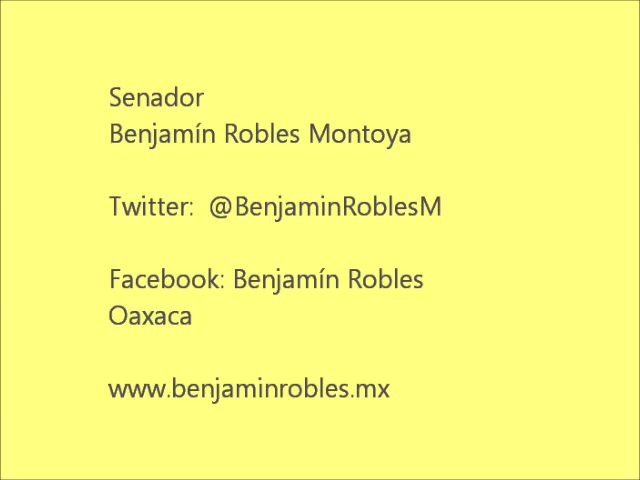 Senador
Benjamín Robles Montoya
Twitter:  @BenjaminRoblesM
Facebook: Benjamín Robles
Oaxaca
www.benjaminrobles.mx